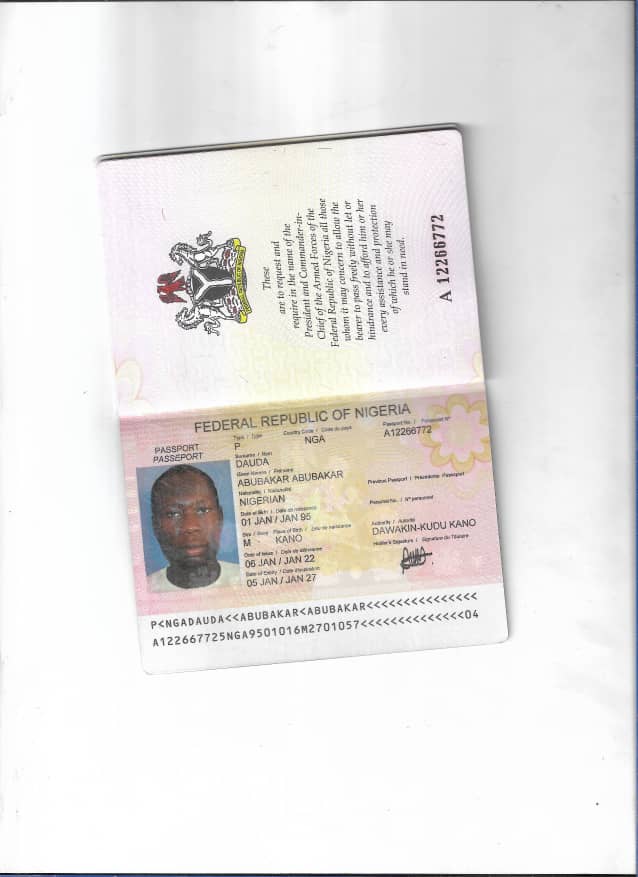 These
are to request and
require in the name of the
President and Commander-in-
Chief of the Armed Forces of the
Federal Republic of Nigeria all those
whom it may concern to allow the
bearer to pass freely without let or
hindrance and to afford him or her
every assistance and protection
of which he or she may
stand in need.
A 12266772
FEDERAL REPUBLIC OF NIGERIA
PASSPORT
PASSEPORT
Type / Type
Country Code / Code du pays
Passport No. / Passeport N°
P
NGA
A12266772
Surname / Nom
DAUDA
Given Names / Prénoms
ABUBAKAR ABUBAKAR
Nationality / Nationalité
Previous Passport / Précédente Passeport
NIGERIAN
Date of Birth / Date de naissance
Personal No. / N° personnel
01 JAN / JAN 95
Sex / Sexe Place of Birth / Lieu de naissance
Authority / Autorité
M KANO
DAWAKIN-KUDU KANO
Date of Issue / Date de délivrance
Holder's Signature / Signature du Titulaire
06 JAN / JAN 22
Date of Expiry / Date d'expiration
05 JAN / JAN 27
P<NGADAUDA<<ABUBAKAR<ABUBAKAR<<<<<<<<<<<<<<<
A122667725NGA9501016M2701057<<<<<<<<<<<<<<04